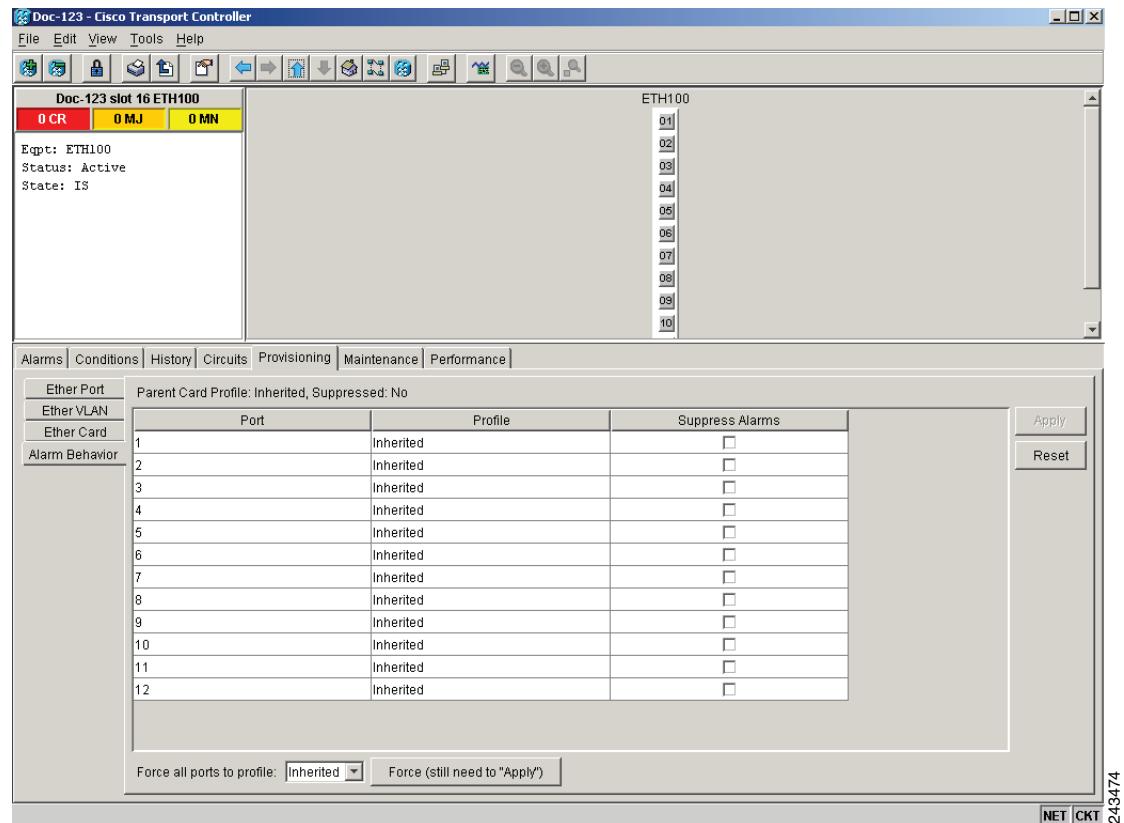 Doc-123 - Cisco Transport Controller
File Edit View Tools Help
Doc-123 slot 16 ETH100
0 CR 0 MJ 0 MN
Eqpt: ETH100
Status: Active
State: IS
ETH100
01
02
03
04
05
06
07
08
09
10
Alarms Conditions History Circuits Provisioning Maintenance Performance
Ether Port
Ether VLAN
Ether Card
Alarm Behavior
Parent Card Profile: Inherited, Suppressed: No
Port Profile Suppress Alarms
1 Inherited
2 Inherited
3 Inherited
4 Inherited
5 Inherited
6 Inherited
7 Inherited
8 Inherited
9 Inherited
10 Inherited
11 Inherited
12 Inherited
Apply
Reset
Force all ports to profile: Inherited Force (still need to "Apply")
NET CKT
243474